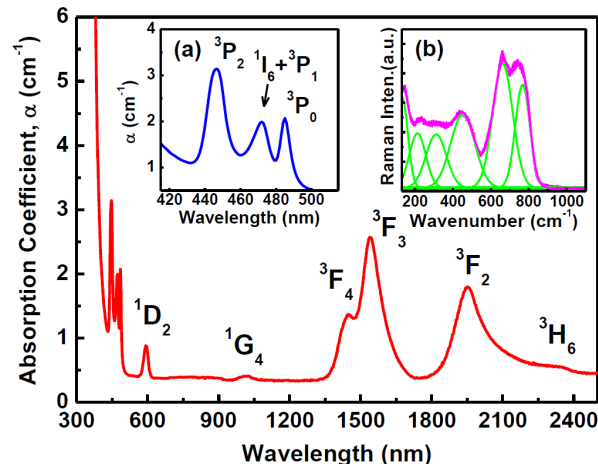 Absorption Coefficient, α (cm⁻¹)
6
5
4
3
2
1
0
300 600 900 1200 1500 1800 2100 2400
Wavelength (nm)
¹D₂
¹G₄
³F₄
³F₃
³F₂
³H₆
(a)
³P₂
¹I₆+³P₁
³P₀
α (cm⁻¹)
4
3
2
1
420 440 460 480 500
Wavelength (nm)
(b)
Raman Inten.(a.u.)
200 400 600 800 1000
Wavenumber (cm⁻¹)